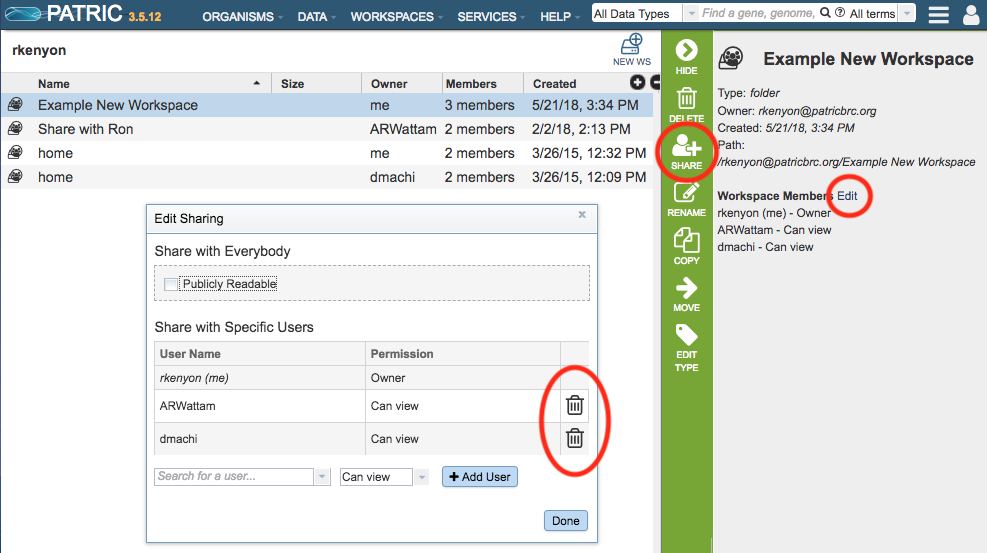 PATRIC 3.5.12 ORGANISMS DATA WORKSPACES SERVICES HELP All Data Types Find a gene, genome, All terms
rkenyon
NEW WS
Name Size Owner Members Created
Example New Workspace me 3 members 5/21/18, 3:34 PM
Share with Ron ARWattam 2 members 2/2/18, 2:13 PM
home me 2 members 3/26/15, 12:32 PM
home dmachi 2 members 3/26/15, 12:09 PM
Edit Sharing x
Share with Everybody
Publicly Readable
Share with Specific Users
User Name Permission
rkenyon (me) Owner
ARWattam Can view
dmachi Can view
Search for a user... Can view + Add User
Done
HIDE
DELETE
SHARE
RENAME
COPY
MOVE
EDIT
TYPE
Example New Workspace
Type: folder
Owner: rkenyon@patricbrc.org
Created: 5/21/18, 3:34 PM
Path:
/rkenyon@patricbrc.org/Example New Workspace
Workspace Members Edit
rkenyon (me) - Owner
ARWattam - Can view
dmachi - Can view